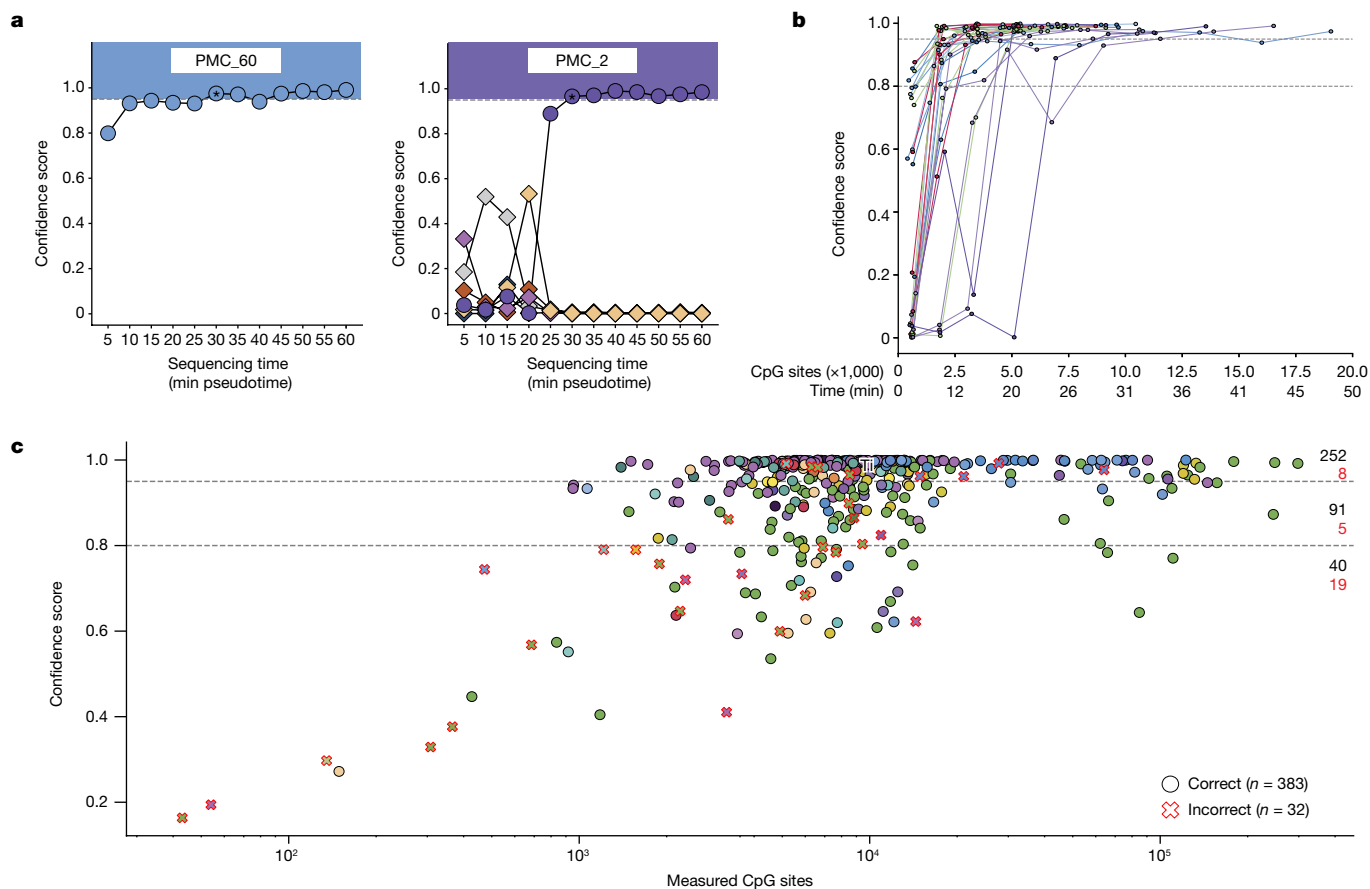 a
PMC_60
1.0
0.8
0.6
0.4
0.2
0
Confidence score
5 10 15 20 25 30 35 40 45 50 55 60
Sequencing time
(min pseudotime)
PMC_2
1.0
0.8
0.6
0.4
0.2
0
Confidence score
5 10 15 20 25 30 35 40 45 50 55 60
Sequencing time
(min pseudotime)
b
1.0
0.8
0.6
0.4
0.2
0
Confidence score
0 2.5 5.0 7.5 10.0 12.5 15.0 17.5 20.0
CpG sites (×1,000)
Time (min) 0 12 20 26 31 36 41 45 50
c
1.0
0.8
0.6
0.4
0.2
Confidence score
252
8
91
5
40
19
Correct (n = 383)
Incorrect (n = 32)
10² 10³ 10⁴ 10⁵
Measured CpG sites